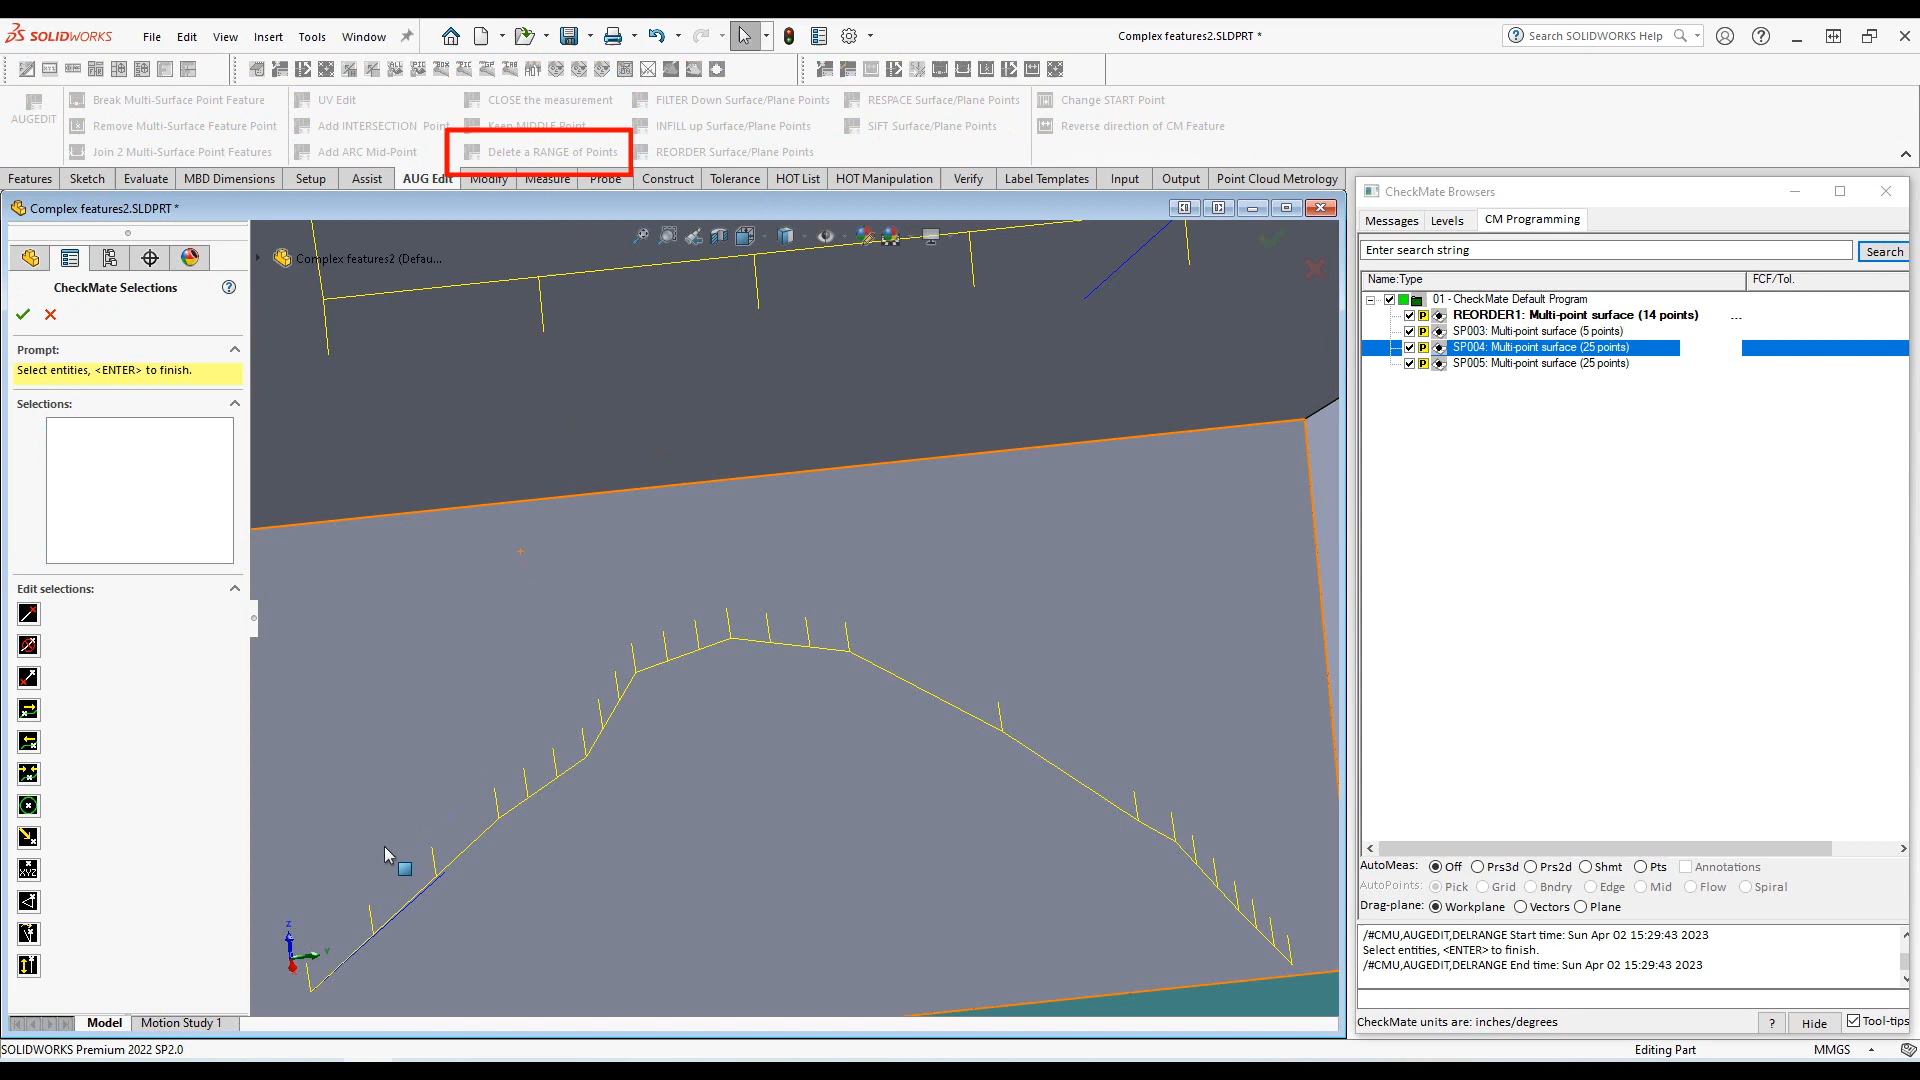 SOLIDWORKS File Edit View Insert Tools Window Complex features2.SLDPRT * Search SOLIDWORKS Help
AUGEDIT
Break Multi-Surface Point Feature
Remove Multi-Surface Feature Point
Join 2 Multi-Surface Point Features
UV Edit
Add INTERSECTION Point
Add ARC Mid-Point
CLOSE the measurement
Keep MIDDLE Point
Delete a RANGE of Points
FILTER Down Surface/Plane Points
INFILL up Surface/Plane Points
REORDER Surface/Plane Points
RESPACE Surface/Plane Points
SIFT Surface/Plane Points
Change START Point
Reverse direction of CM Feature
Features Sketch Evaluate MBD Dimensions Setup Assist AUG Edit Modify Measure Probe Construct Tolerance HOT List HOT Manipulation Verify Label Templates Input Output Point Cloud Metrology
Complex features2.SLDPRT *
Complex features2 (Defau...
CheckMate Selections
Prompt:
Select entities, <ENTER> to finish.
Selections:
Edit selections:
XYZ
Z
Y
Model Motion Study 1
CheckMate Browsers
Messages Levels CM Programming
Enter search string Search
Name:Type FCF/Tol.
01 - CheckMate Default Program
P REORDER1: Multi-point surface (14 points) ...
P SP003: Multi-point surface (5 points)
P SP004: Multi-point surface (25 points)
P SP005: Multi-point surface (25 points)
AutoMeas: Off Prs3d Prs2d Shmt Pts Annotations
AutoPoints: Pick Grid Bndry Edge Mid Flow Spiral
Drag-plane: Workplane Vectors Plane
/#CMU,AUGEDIT,DELRANGE Start time: Sun Apr 02 15:29:43 2023
Select entities, <ENTER> to finish.
/#CMU,AUGEDIT,DELRANGE End time: Sun Apr 02 15:29:43 2023
CheckMate units are: inches/degrees ? Hide Tool-tips
SOLIDWORKS Premium 2022 SP2.0 Editing Part MMGS